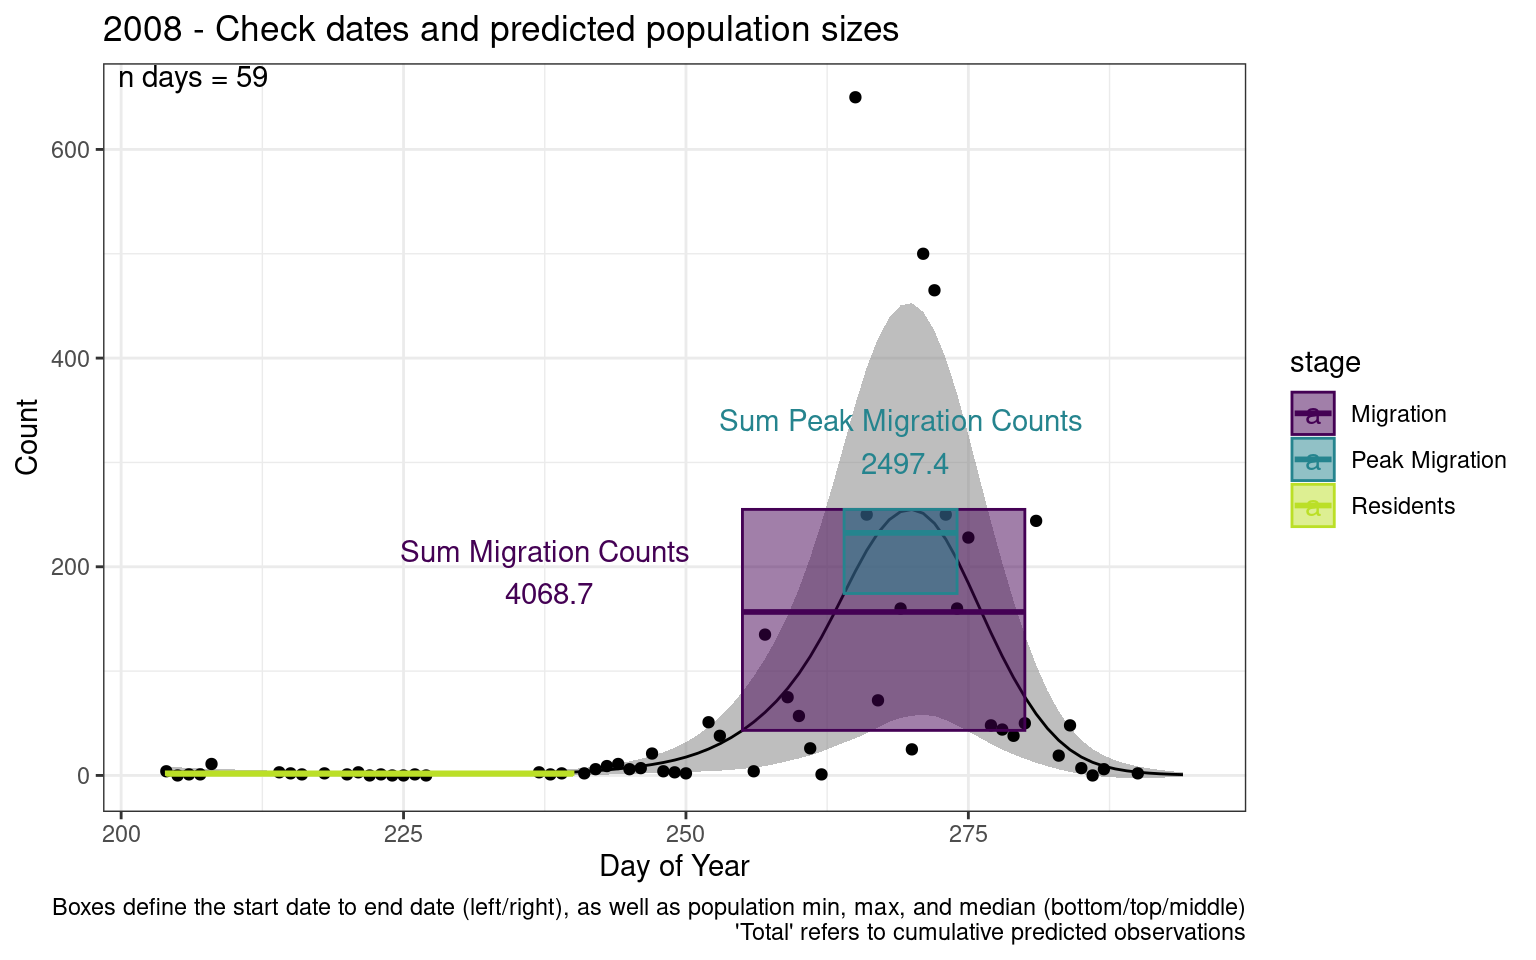 2008 - Check dates and predicted population sizes
n days = 59
600
400
200
0
Count
Sum Peak Migration Counts
2497.4
Sum Migration Counts
4068.7
200
225
250
275
Day of Year
stage
a Migration
a Peak Migration
a Residents
Boxes define the start date to end date (left/right), as well as population min, max, and median (bottom/top/middle)
'Total' refers to cumulative predicted observations